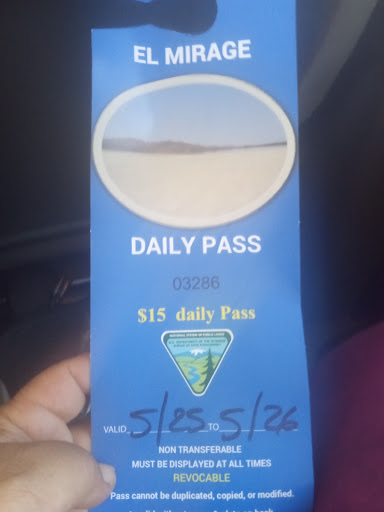 EL MIRAGE
DAILY PASS
03286
$15 daily Pass
NATIONAL SYSTEM OF PUBLIC LANDS
U.S. DEPARTMENT OF THE INTERIOR
BUREAU OF LAND MANAGEMENT
VALID 5/25 TO 5/26
NON TRANSFERABLE
MUST BE DISPLAYED AT ALL TIMES
REVOCABLE
Pass cannot be duplicated, copied, or modified.